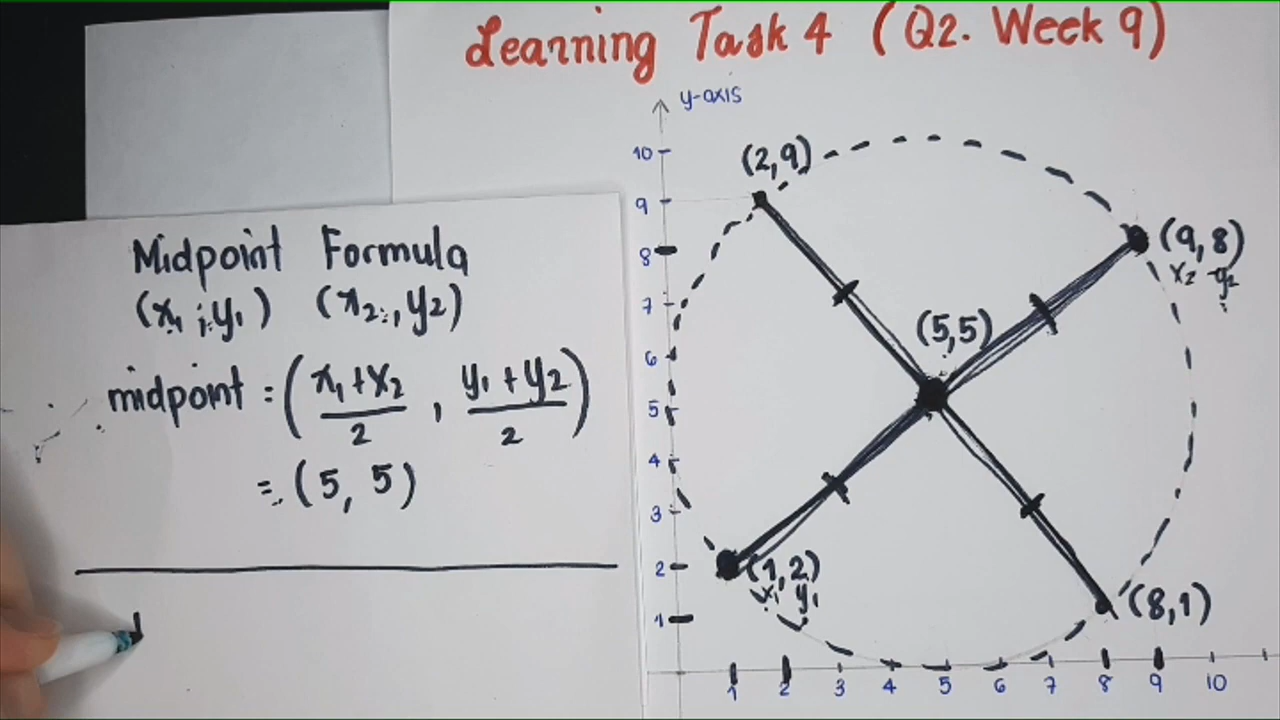 Learning Task 4 (Q2. Week 9)
Midpoint Formula
(x₁, y₁) (x₂, y₂)
midpoint = (x₁+x₂/2, y₁+y₂/2)
= (5, 5)
y-axis
10
9
8
7
6
5
4
3
2
1
(2,9)
(9,8)
x₂ y₂
(5,5)
(1,2)
x₁ y₁
(8,1)
1 2 3 4 5 6 7 8 9 10